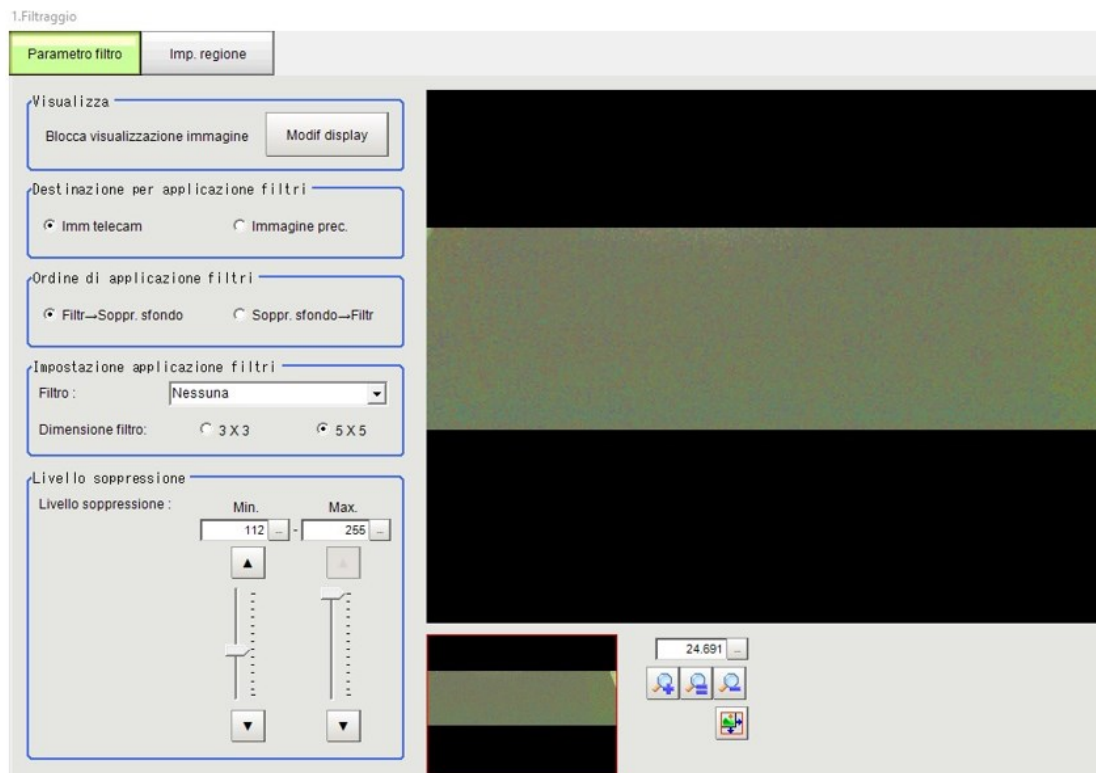 1.Filtraggio
Parametro filtro Imp. regione
Visualizza
Blocca visualizzazione immagine Modif display
Destinazione per applicazione filtri
Imm telecam Immagine prec.
Ordine di applicazione filtri
Filtr→Soppr. sfondo Soppr. sfondo→Filtr
Impostazione applicazione filtri
Filtro : Nessuna
Dimensione filtro: 3 X 3 5 X 5
Livello soppressione
Livello soppressione : Min. Max.
112 ... - 255 ...
24.691 ...